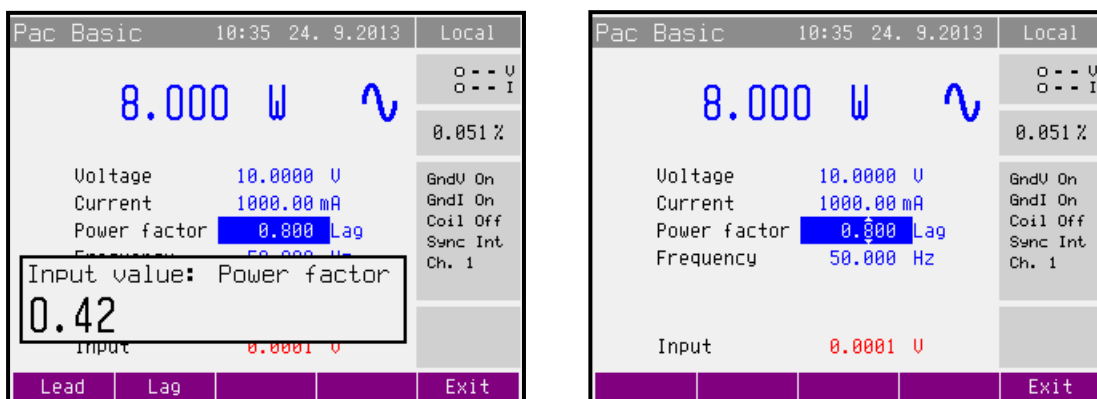 Pac Basic 10:35 24. 9.2013 Local
o - - V
o - - I
8.000 W
0.051%
Voltage 10.0000 V
Current 1000.00 mA
Power factor 0.800 Lag
GndV On
GndI On
Coil Off
Sync Int
Ch. 1
Input value: Power factor
0.42
Input 0.0001 V
Lead Lag Exit
Pac Basic 10:35 24. 9.2013 Local
o - - V
o - - I
8.000 W
0.051%
Voltage 10.0000 V
Current 1000.00 mA
Power factor 0.800 Lag
Frequency 50.000 Hz
GndV On
GndI On
Coil Off
Sync Int
Ch. 1
Input 0.0001 V
Exit